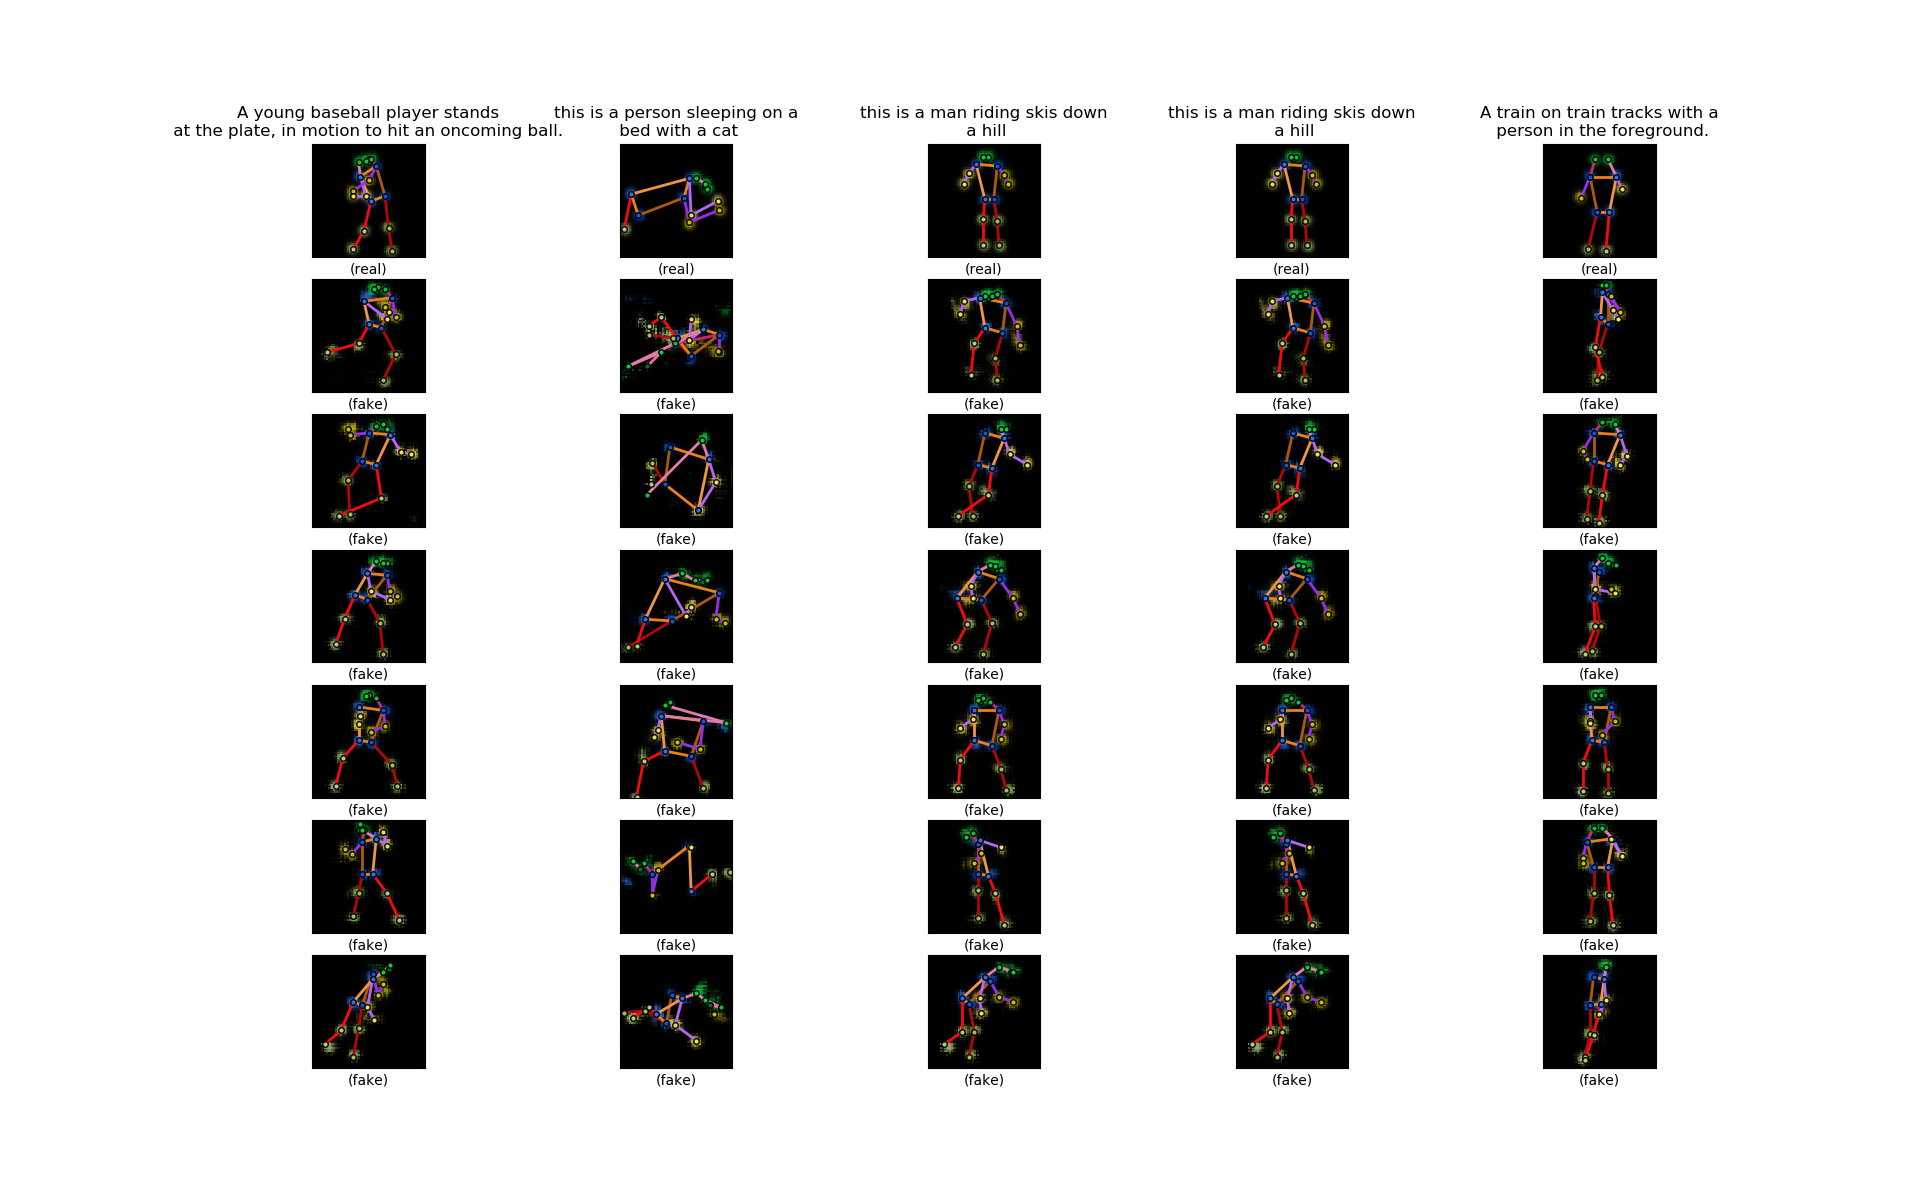 A young baseball player stands
at the plate, in motion to hit an oncoming ball.
this is a person sleeping on a
bed with a cat
this is a man riding skis down
a hill
this is a man riding skis down
a hill
A train on train tracks with a
person in the foreground.
(real) (real) (real) (real) (real)
(fake) (fake) (fake) (fake) (fake)
(fake) (fake) (fake) (fake) (fake)
(fake) (fake) (fake) (fake) (fake)
(fake) (fake) (fake) (fake) (fake)
(fake) (fake) (fake) (fake) (fake)
(fake) (fake) (fake) (fake) (fake)